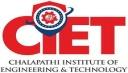 CIET
CHALAPATHI INSTITUTE OF
ENGINEERING & TECHNOLOGY